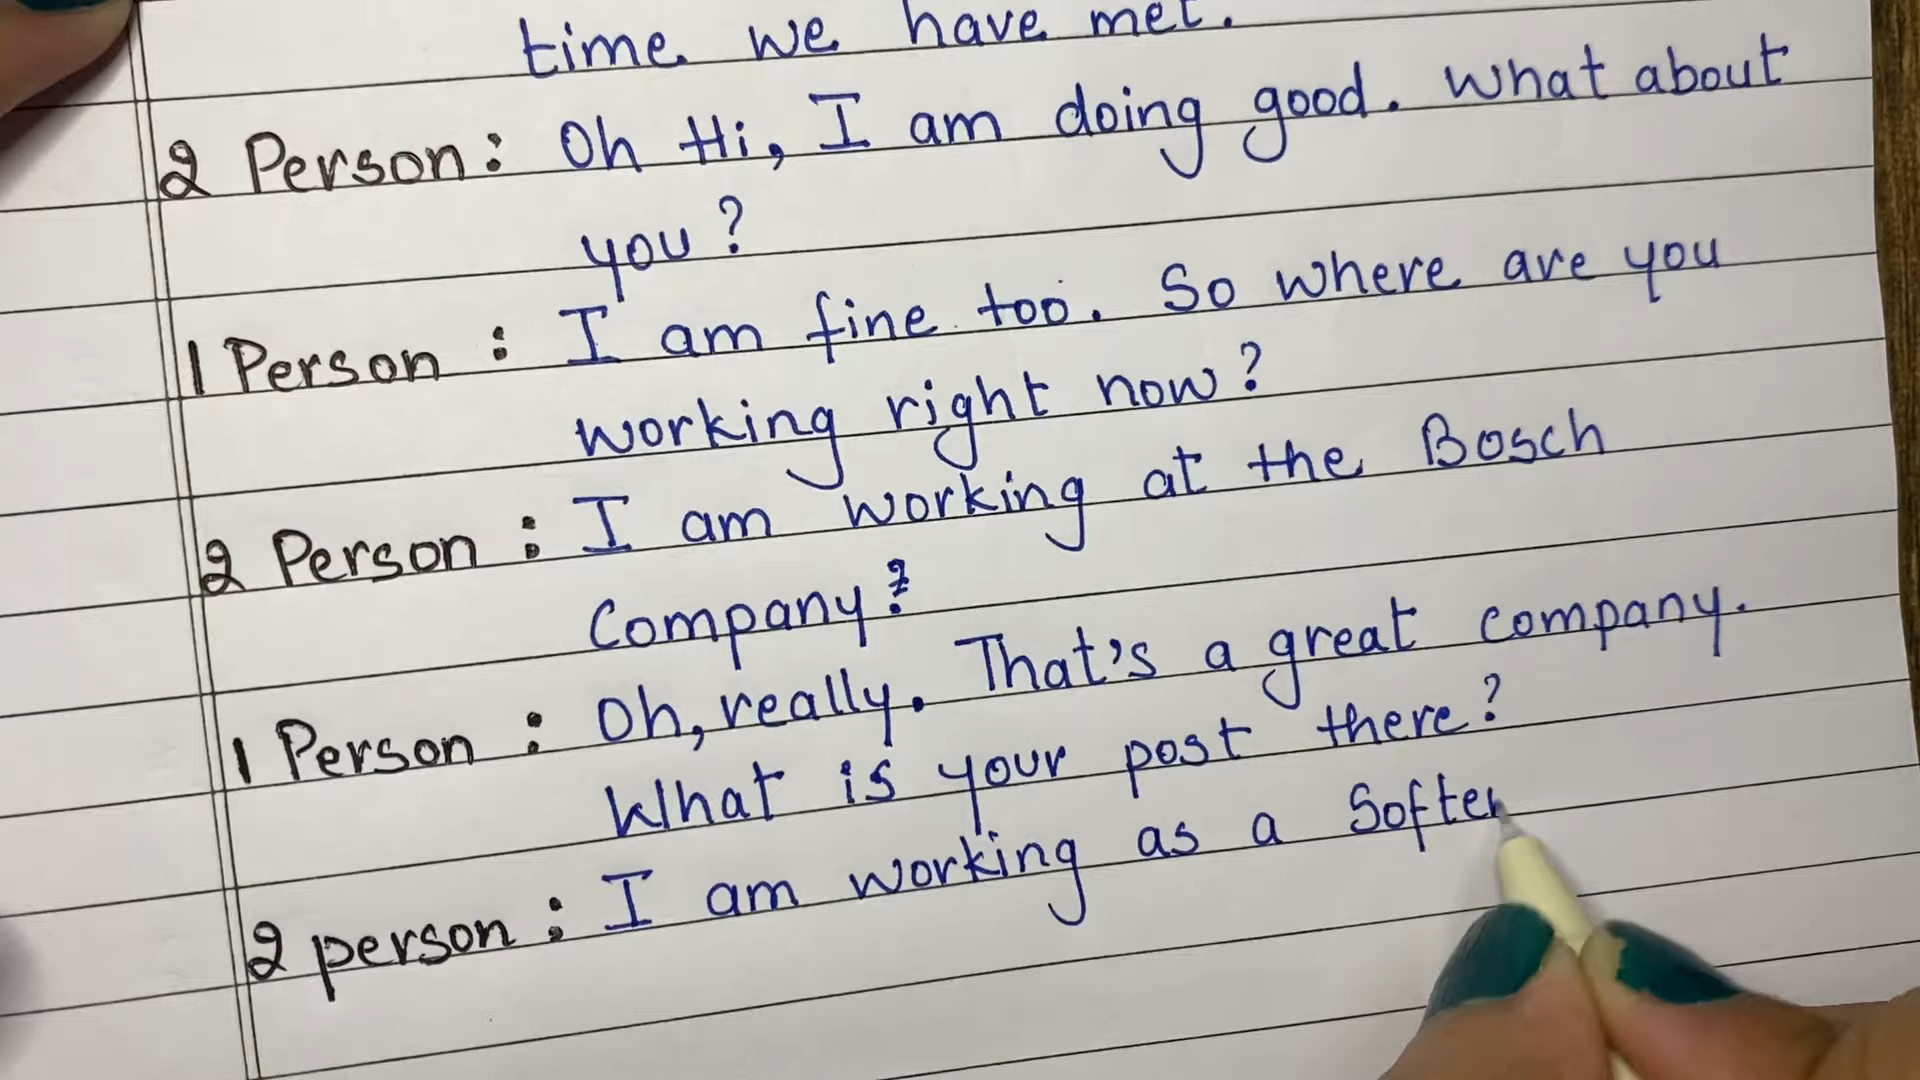 time we have met.
2 Person: Oh Hi, I am doing good. What about
you?
1 Person: I am fine too. So where are you
working right now?
2 Person: I am working at the Bosch
Company?
1 Person: Oh, really. That's a great company.
What is your post there?
2 person: I am working as a Softer